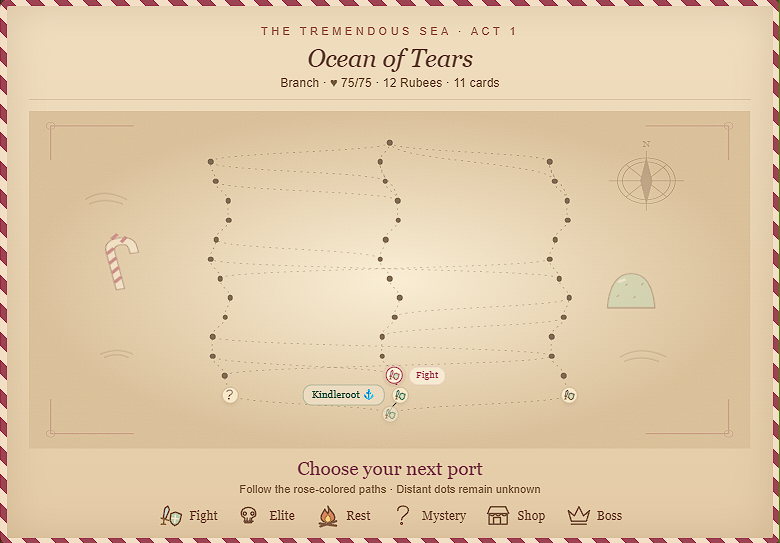 THE TREMENDOUS SEA · ACT 1
Ocean of Tears
Branch · ♥ 75/75 · 12 Rubees · 11 cards
N
Fight
?
Kindleroot ⚓
Choose your next port
Follow the rose-colored paths · Distant dots remain unknown
Fight Elite Rest ? Mystery Shop Boss